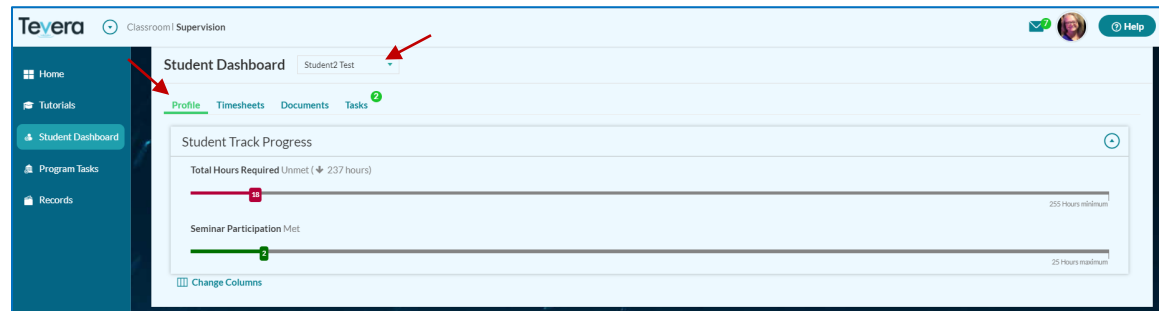 Tevera Classroom | Supervision 7 Help
Home
Tutorials
Student Dashboard
Program Tasks
Records
Student Dashboard Student2 Test
Profile Timesheets Documents Tasks 2
Student Track Progress
Total Hours Required Unmet ( 237 hours)
18
255 Hours minimum
Seminar Participation Met
2
25 Hours maximum
Change Columns